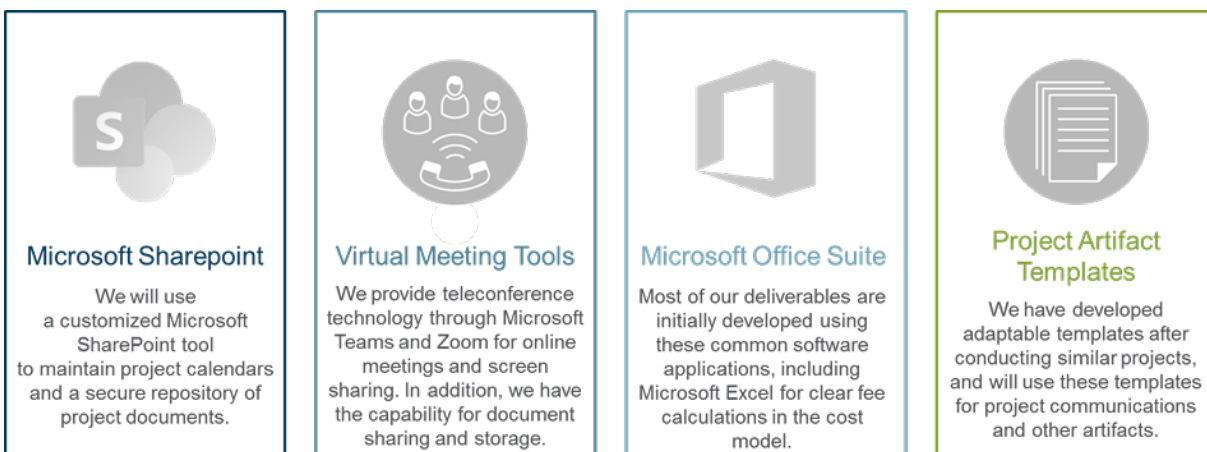 S
Microsoft Sharepoint
We will use
a customized Microsoft
SharePoint tool
to maintain project calendars
and a secure repository of
project documents.
Virtual Meeting Tools
We provide teleconference
technology through Microsoft
Teams and Zoom for online
meetings and screen
sharing. In addition, we have
the capability for document
sharing and storage.
Microsoft Office Suite
Most of our deliverables are
initially developed using
these common software
applications, including
Microsoft Excel for clear fee
calculations in the cost
model.
Project Artifact
Templates
We have developed
adaptable templates after
conducting similar projects,
and will use these templates
for project communications
and other artifacts.